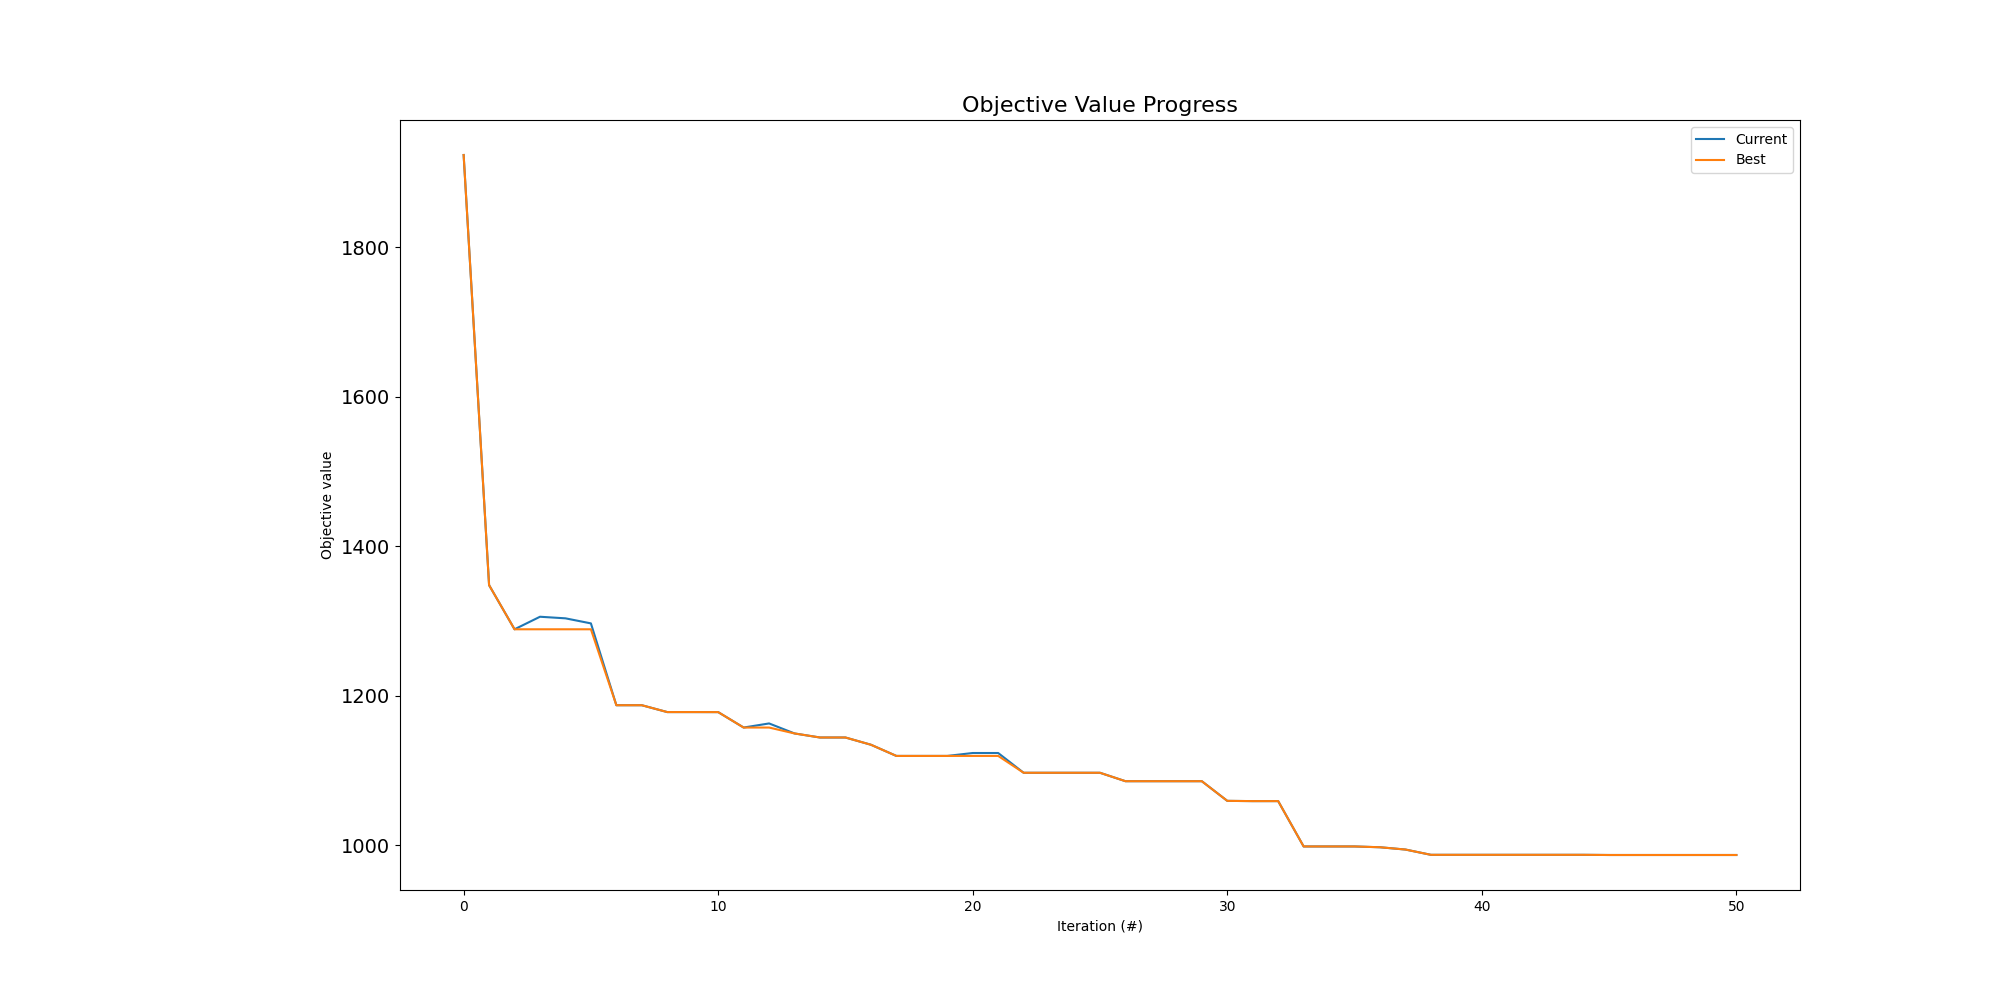 Objective Value Progress
Current
Best
1800
1600
1400
1200
1000
Objective value
0 10 20 30 40 50
Iteration (#)